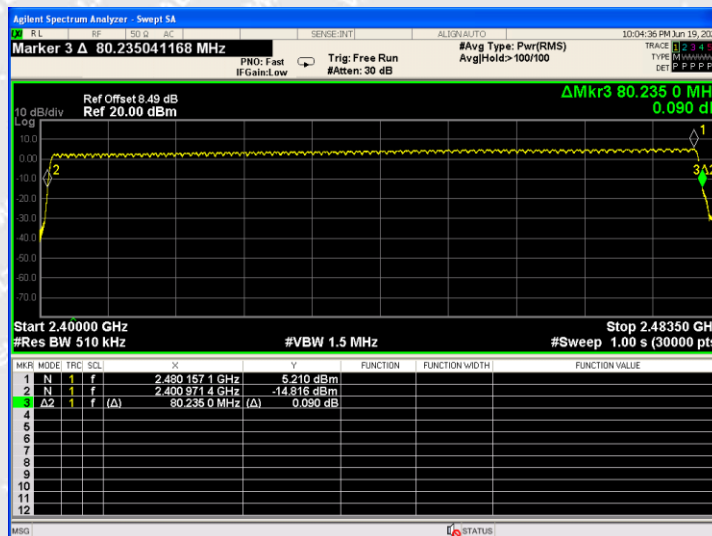 Agilent Spectrum Analyzer - Swept SA
RL RF 50 Ω AC SENSE:INT ALIGNAUTO 10:04:36 PM Jun 19, 20
Marker 3 Δ 80.235041168 MHz
PNO: Fast
IFGain:Low
Trig: Free Run
#Atten: 30 dB
#Avg Type: Pwr(RMS)
Avg|Hold:>100/100
TRACE 1 2 3 4 5
TYPE M
DET P P P P P
ΔMkr3 80.235 0 MH
0.090 d
Ref Offset 8.49 dB
10 dB/div Ref 20.00 dBm
Log
10.0
0.00
-10.0
-20.0
-30.0
-40.0
-50.0
-60.0
-70.0
1
2
3Δ2
Start 2.40000 GHz Stop 2.48350 GH
#Res BW 510 kHz #VBW 1.5 MHz #Sweep 1.00 s (30000 pts
MKR MODE TRC SCL X Y FUNCTION FUNCTION WIDTH FUNCTION VALUE
1 N 1 f 2.480 157 1 GHz 5.210 dBm
2 N 1 f 2.400 971 4 GHz -14.816 dBm
3 Δ2 1 f (Δ) 80.235 0 MHz (Δ) 0.090 dB
4
5
6
7
8
9
10
11
12
MSG STATUS